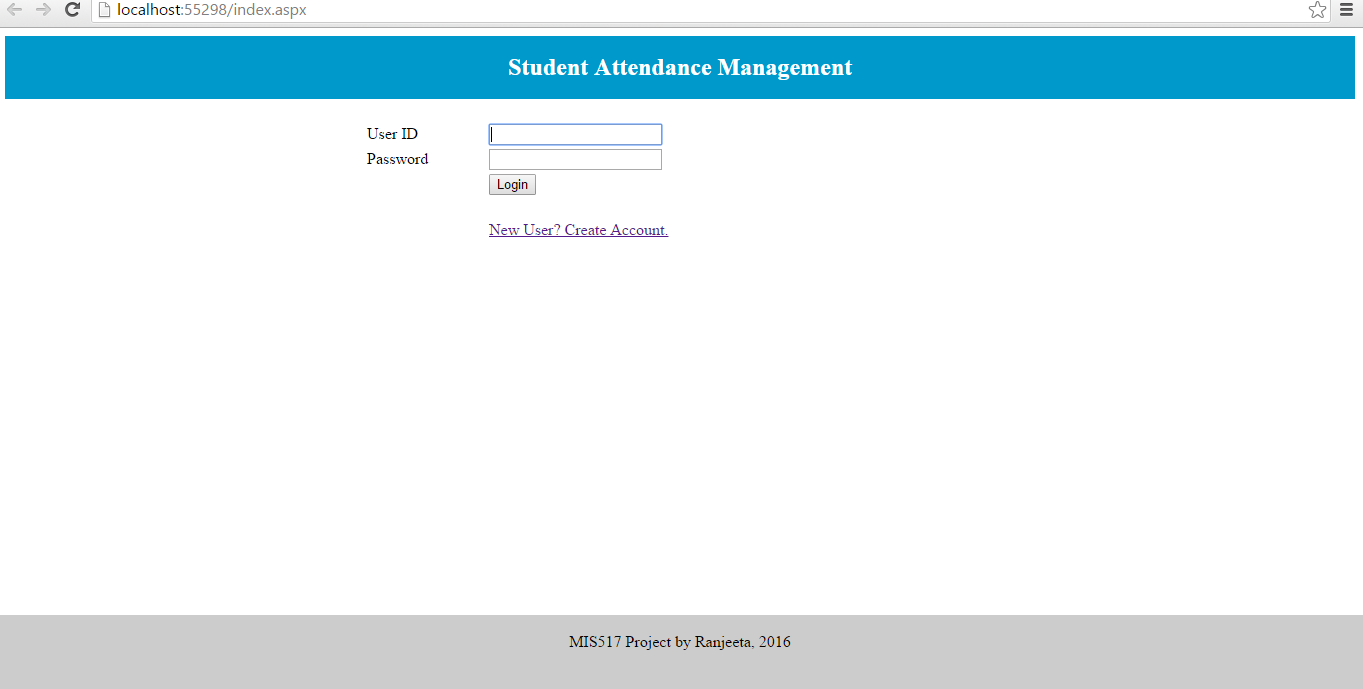 localhost:55298/index.aspx
Student Attendance Management
User ID
Password
Login
New User? Create Account.
MIS517 Project by Ranjeeta, 2016